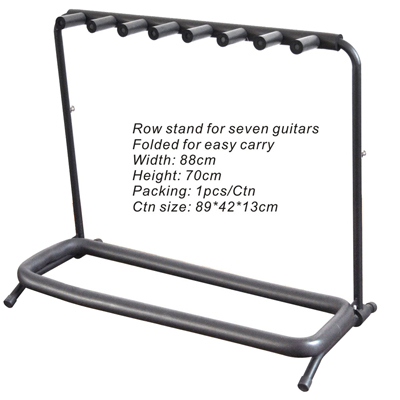 Row stand for seven guitars
Folded for easy carry
Width: 88cm
Height: 70cm
Packing: 1pcs/Ctn
Ctn size: 89*42*13cm